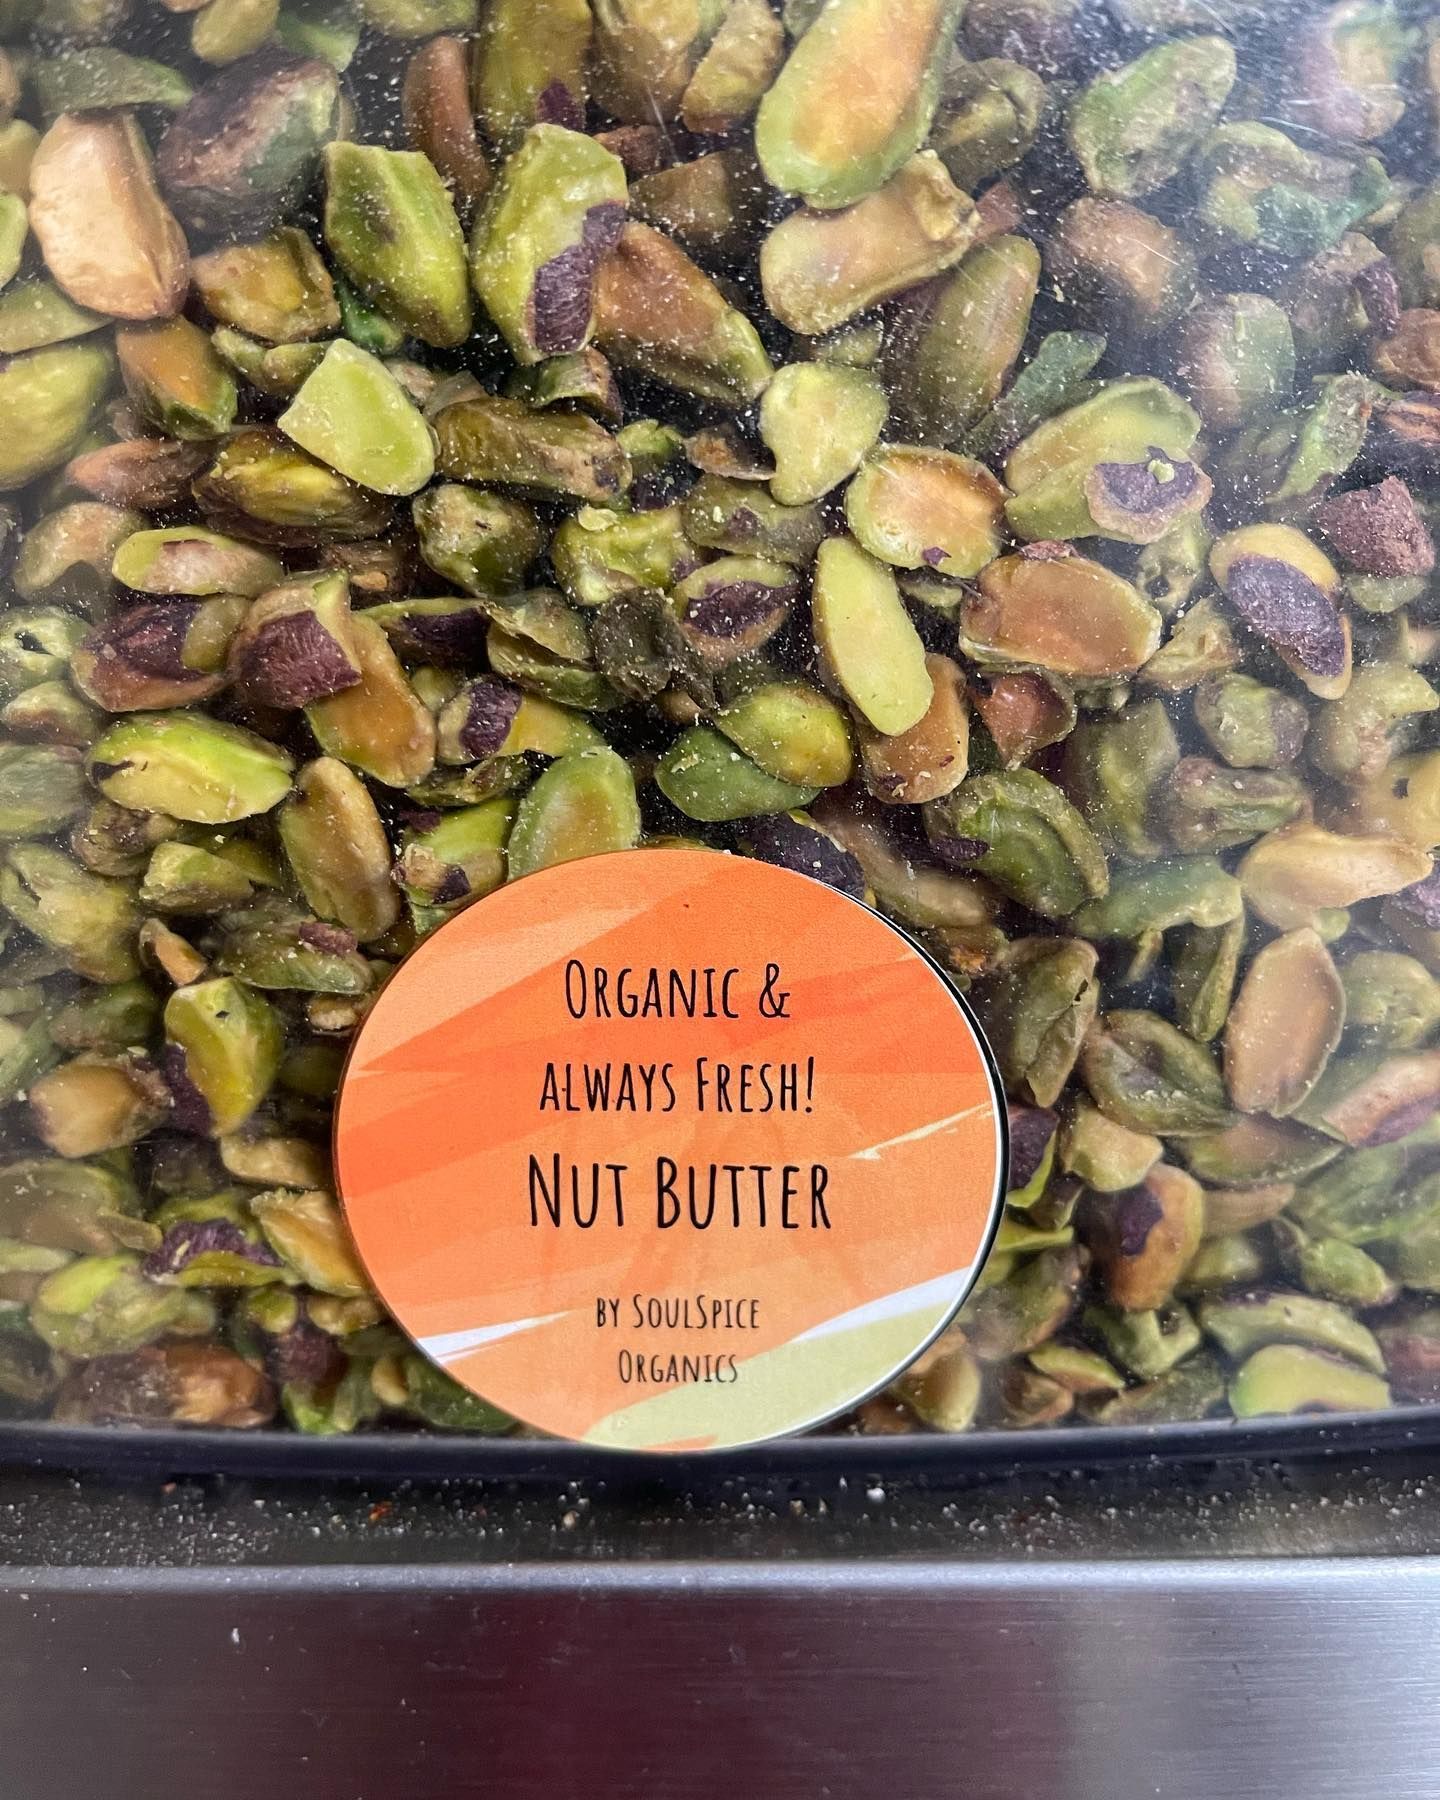 ORGANIC &
ALWAYS FRESH!
NUT BUTTER
BY SOULSPICE
ORGANICS